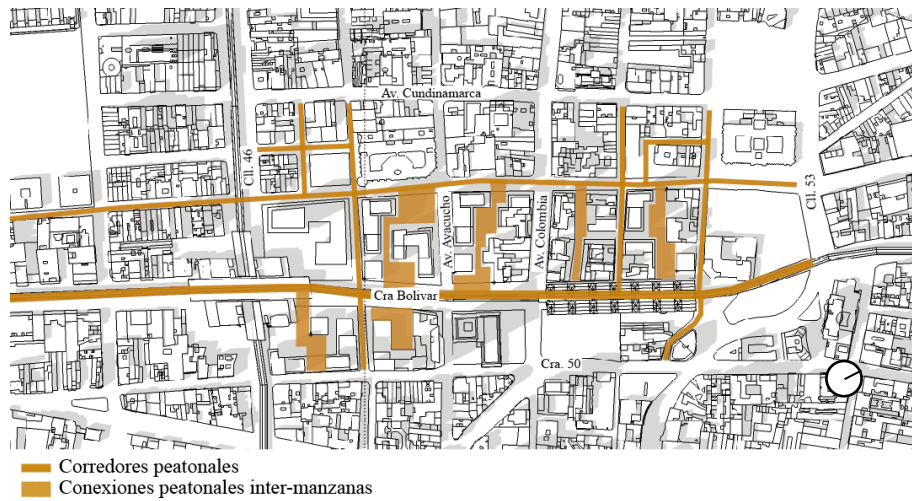 Av. Cundinamarca
Cll. 46
Cll. 53
Av. Ayacucho
Av. Colombia
Cra Bolivar
Cra. 50
Corredores peatonales
Conexiones peatonales inter-manzanas